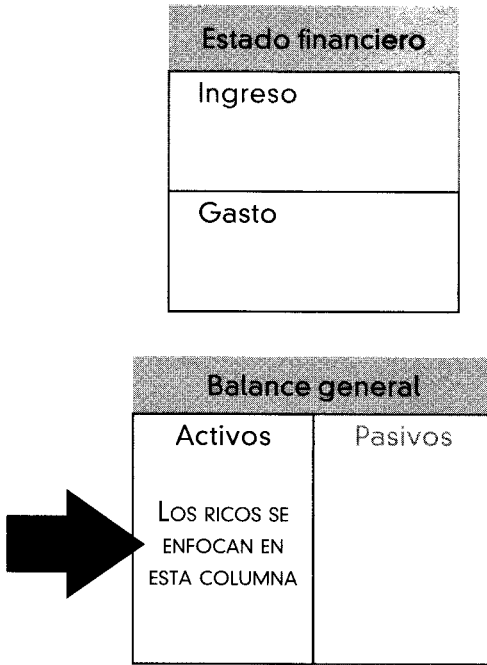 Estado financiero
Ingreso
Gasto
Balance general
Activos
Pasivos
LOS RICOS SE
ENFOCAN EN
ESTA COLUMNA